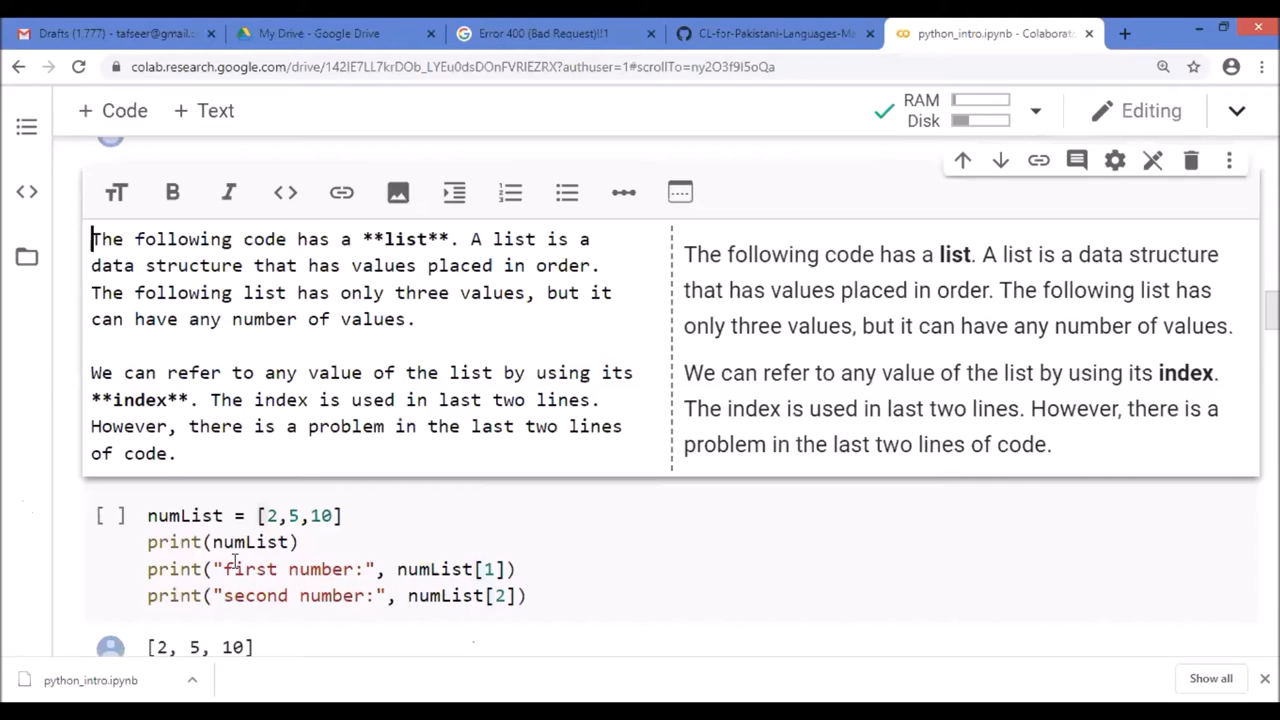 Drafts (1,777) - tafseer@gmail.c
My Drive - Google Drive
Error 400 (Bad Request)!!1
CL-for-Pakistani-Languages-Ma
python_intro.ipynb - Colaborato
colab.research.google.com/drive/142IE7LL7krDOb_LYEu0dsDOnFVRIEZRX?authuser=1#scrollTo=ny2O3f9I5oQa
+ Code + Text
RAM
Disk
Editing
The following code has a **list**. A list is a
data structure that has values placed in order.
The following list has only three values, but it
can have any number of values.
We can refer to any value of the list by using its
**index**. The index is used in last two lines.
However, there is a problem in the last two lines
of code.
The following code has a list. A list is a data structure
that has values placed in order. The following list has
only three values, but it can have any number of values.
We can refer to any value of the list by using its index.
The index is used in last two lines. However, there is a
problem in the last two lines of code.
[ ] numList = [2,5,10]
print(numList)
print("first number:", numList[1])
print("second number:", numList[2])
[2, 5, 10]
python_intro.ipynb
Show all